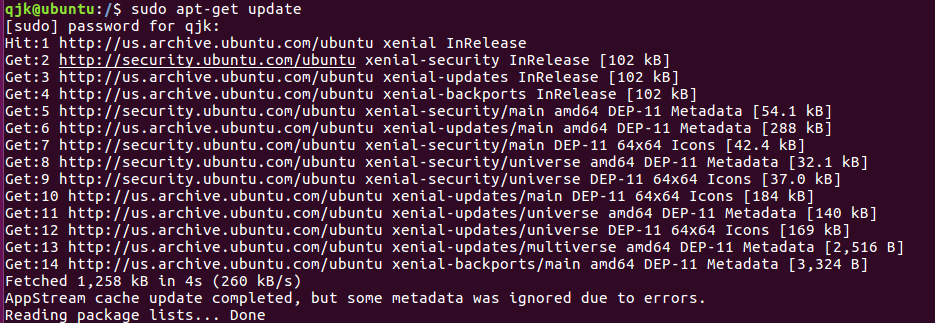 qjk@ubuntu:/$ sudo apt-get update
[sudo] password for qjk:
Hit:1 http://us.archive.ubuntu.com/ubuntu xenial InRelease
Get:2 http://security.ubuntu.com/ubuntu xenial-security InRelease [102 kB]
Get:3 http://us.archive.ubuntu.com/ubuntu xenial-updates InRelease [102 kB]
Get:4 http://us.archive.ubuntu.com/ubuntu xenial-backports InRelease [102 kB]
Get:5 http://security.ubuntu.com/ubuntu xenial-security/main amd64 DEP-11 Metadata [54.1 kB]
Get:6 http://us.archive.ubuntu.com/ubuntu xenial-updates/main amd64 DEP-11 Metadata [288 kB]
Get:7 http://security.ubuntu.com/ubuntu xenial-security/main DEP-11 64x64 Icons [42.4 kB]
Get:8 http://security.ubuntu.com/ubuntu xenial-security/universe amd64 DEP-11 Metadata [32.1 kB]
Get:9 http://security.ubuntu.com/ubuntu xenial-security/universe DEP-11 64x64 Icons [37.0 kB]
Get:10 http://us.archive.ubuntu.com/ubuntu xenial-updates/main DEP-11 64x64 Icons [184 kB]
Get:11 http://us.archive.ubuntu.com/ubuntu xenial-updates/universe amd64 DEP-11 Metadata [140 kB]
Get:12 http://us.archive.ubuntu.com/ubuntu xenial-updates/universe DEP-11 64x64 Icons [169 kB]
Get:13 http://us.archive.ubuntu.com/ubuntu xenial-updates/multiverse amd64 DEP-11 Metadata [2,516 B]
Get:14 http://us.archive.ubuntu.com/ubuntu xenial-backports/main amd64 DEP-11 Metadata [3,324 B]
Fetched 1,258 kB in 4s (260 kB/s)
AppStream cache update completed, but some metadata was ignored due to errors.
Reading package lists... Done